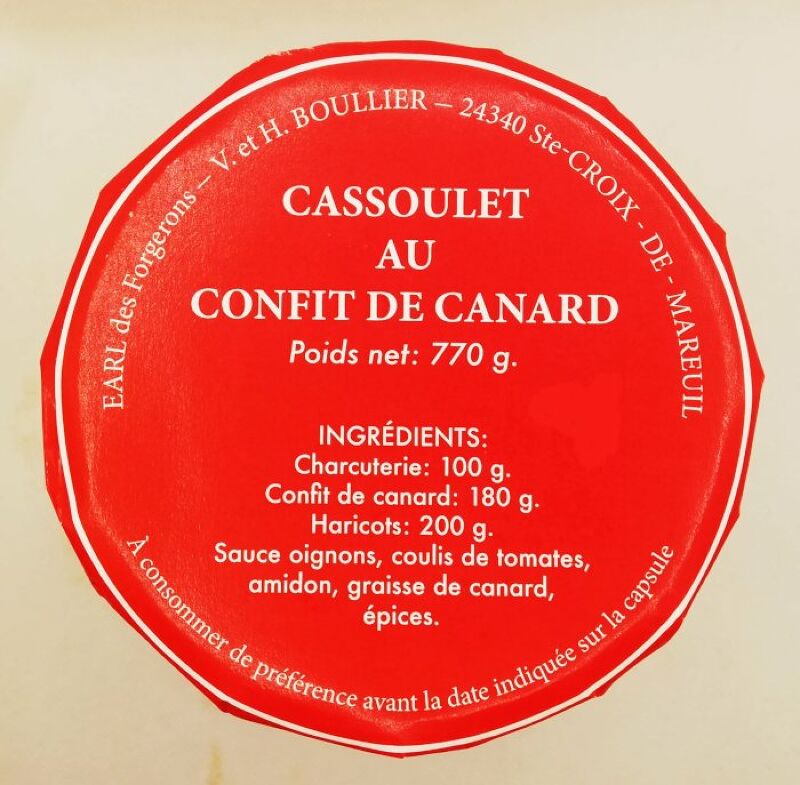 EARL des Forgerons – V. et H. BOULLIER – 24340 Ste-CROIX - DE - MAREUIL
CASSOULET
AU
CONFIT DE CANARD
Poids net: 770 g.
INGRÉDIENTS:
Charcuterie: 100 g.
Confit de canard: 180 g.
Haricots: 200 g.
Sauce oignons, coulis de tomates,
amidon, graisse de canard,
épices.
À consommer de préférence avant la date indiquée sur la capsule